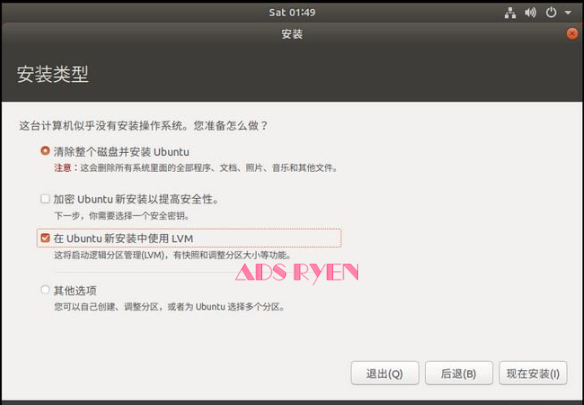 Sat 01:49
安装
安装类型
这台计算机似乎没有安装操作系统。您准备怎么做？
清除整个磁盘并安装 Ubuntu
注意：这会删除所有系统里面的全部程序、文档、照片、音乐和其他文件。
加密 Ubuntu 新安装以提高安全性。
下一步，你需要选择一个安全密钥。
在 Ubuntu 新安装中使用 LVM
这将启动逻辑分区管理(LVM)，有快照和调整分区大小等功能。
ADS RYEN
其他选项
您可以自己创建、调整分区，或者为 Ubuntu 选择多个分区。
退出(Q) 后退(B) 现在安装(I)